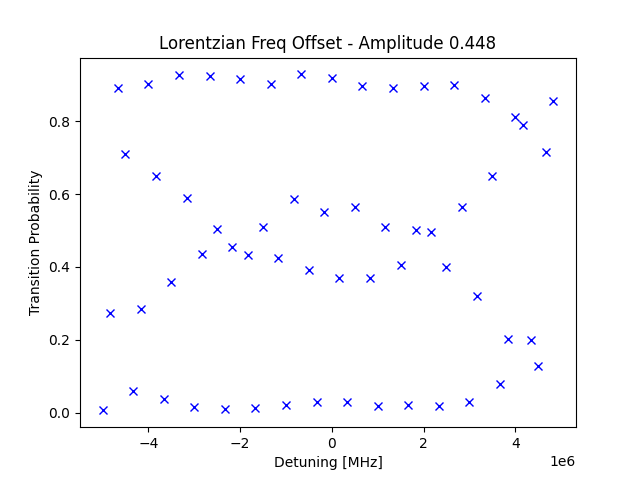 Lorentzian Freq Offset - Amplitude 0.448
Transition Probability
0.8
0.6
0.4
0.2
0.0
−4
−2
0
2
4
1e6
Detuning [MHz]